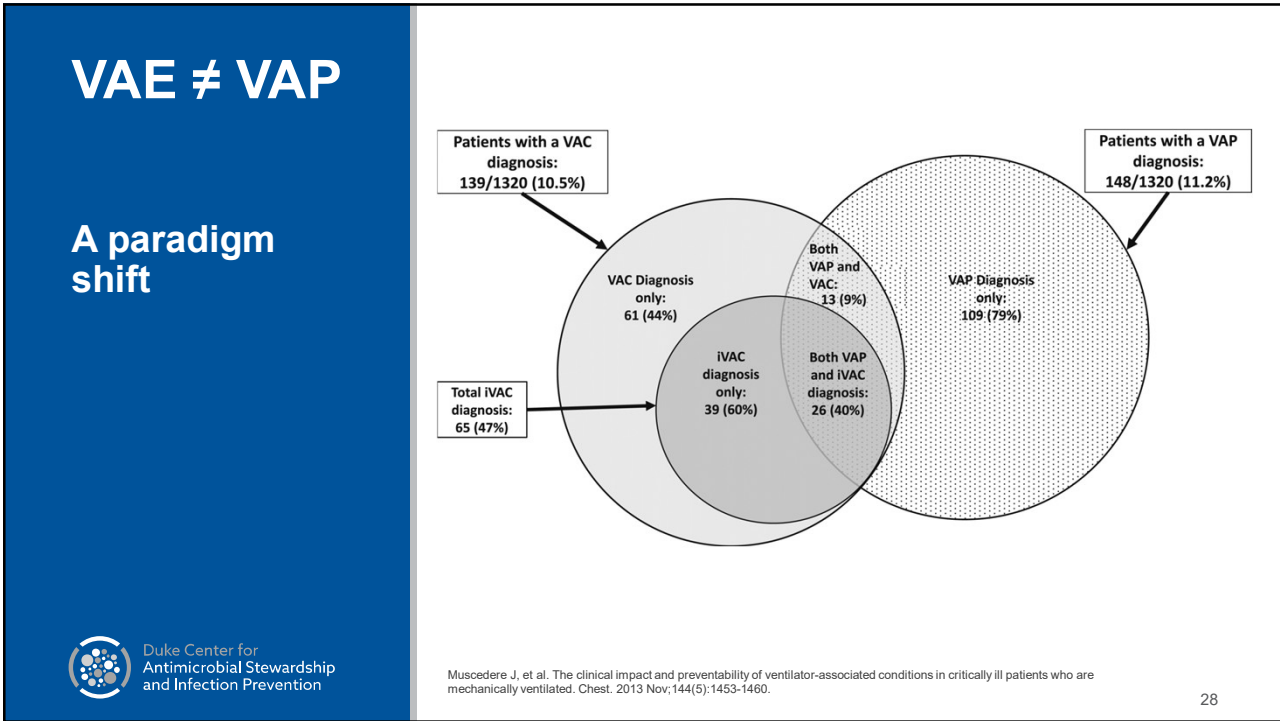 VAE ≠ VAP
A paradigm
shift
Patients with a VAC
diagnosis:
139/1320 (10.5%)
Patients with a VAP
diagnosis:
148/1320 (11.2%)
VAC Diagnosis
only:
61 (44%)
Both
VAP and
VAC:
13 (9%)
VAP Diagnosis
only:
109 (79%)
iVAC
diagnosis
only:
39 (60%)
Both VAP
and iVAC
diagnosis:
26 (40%)
Total iVAC
diagnosis:
65 (47%)
Duke Center for
Antimicrobial Stewardship
and Infection Prevention
Muscedere J, et al. The clinical impact and preventability of ventilator-associated conditions in critically ill patients who are
mechanically ventilated. Chest. 2013 Nov;144(5):1453-1460.
28